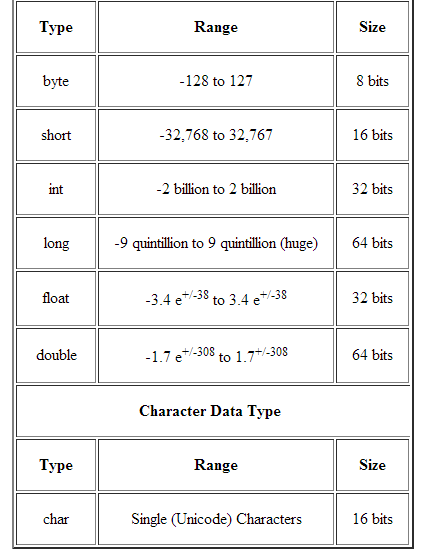 Type Range Size
byte -128 to 127 8 bits
short -32,768 to 32,767 16 bits
int -2 billion to 2 billion 32 bits
long -9 quintillion to 9 quintillion (huge) 64 bits
float -3.4 e+/-38 to 3.4 e+/-38 32 bits
double -1.7 e+/-308 to 1.7+/-308 64 bits
Character Data Type
Type Range Size
char Single (Unicode) Characters 16 bits